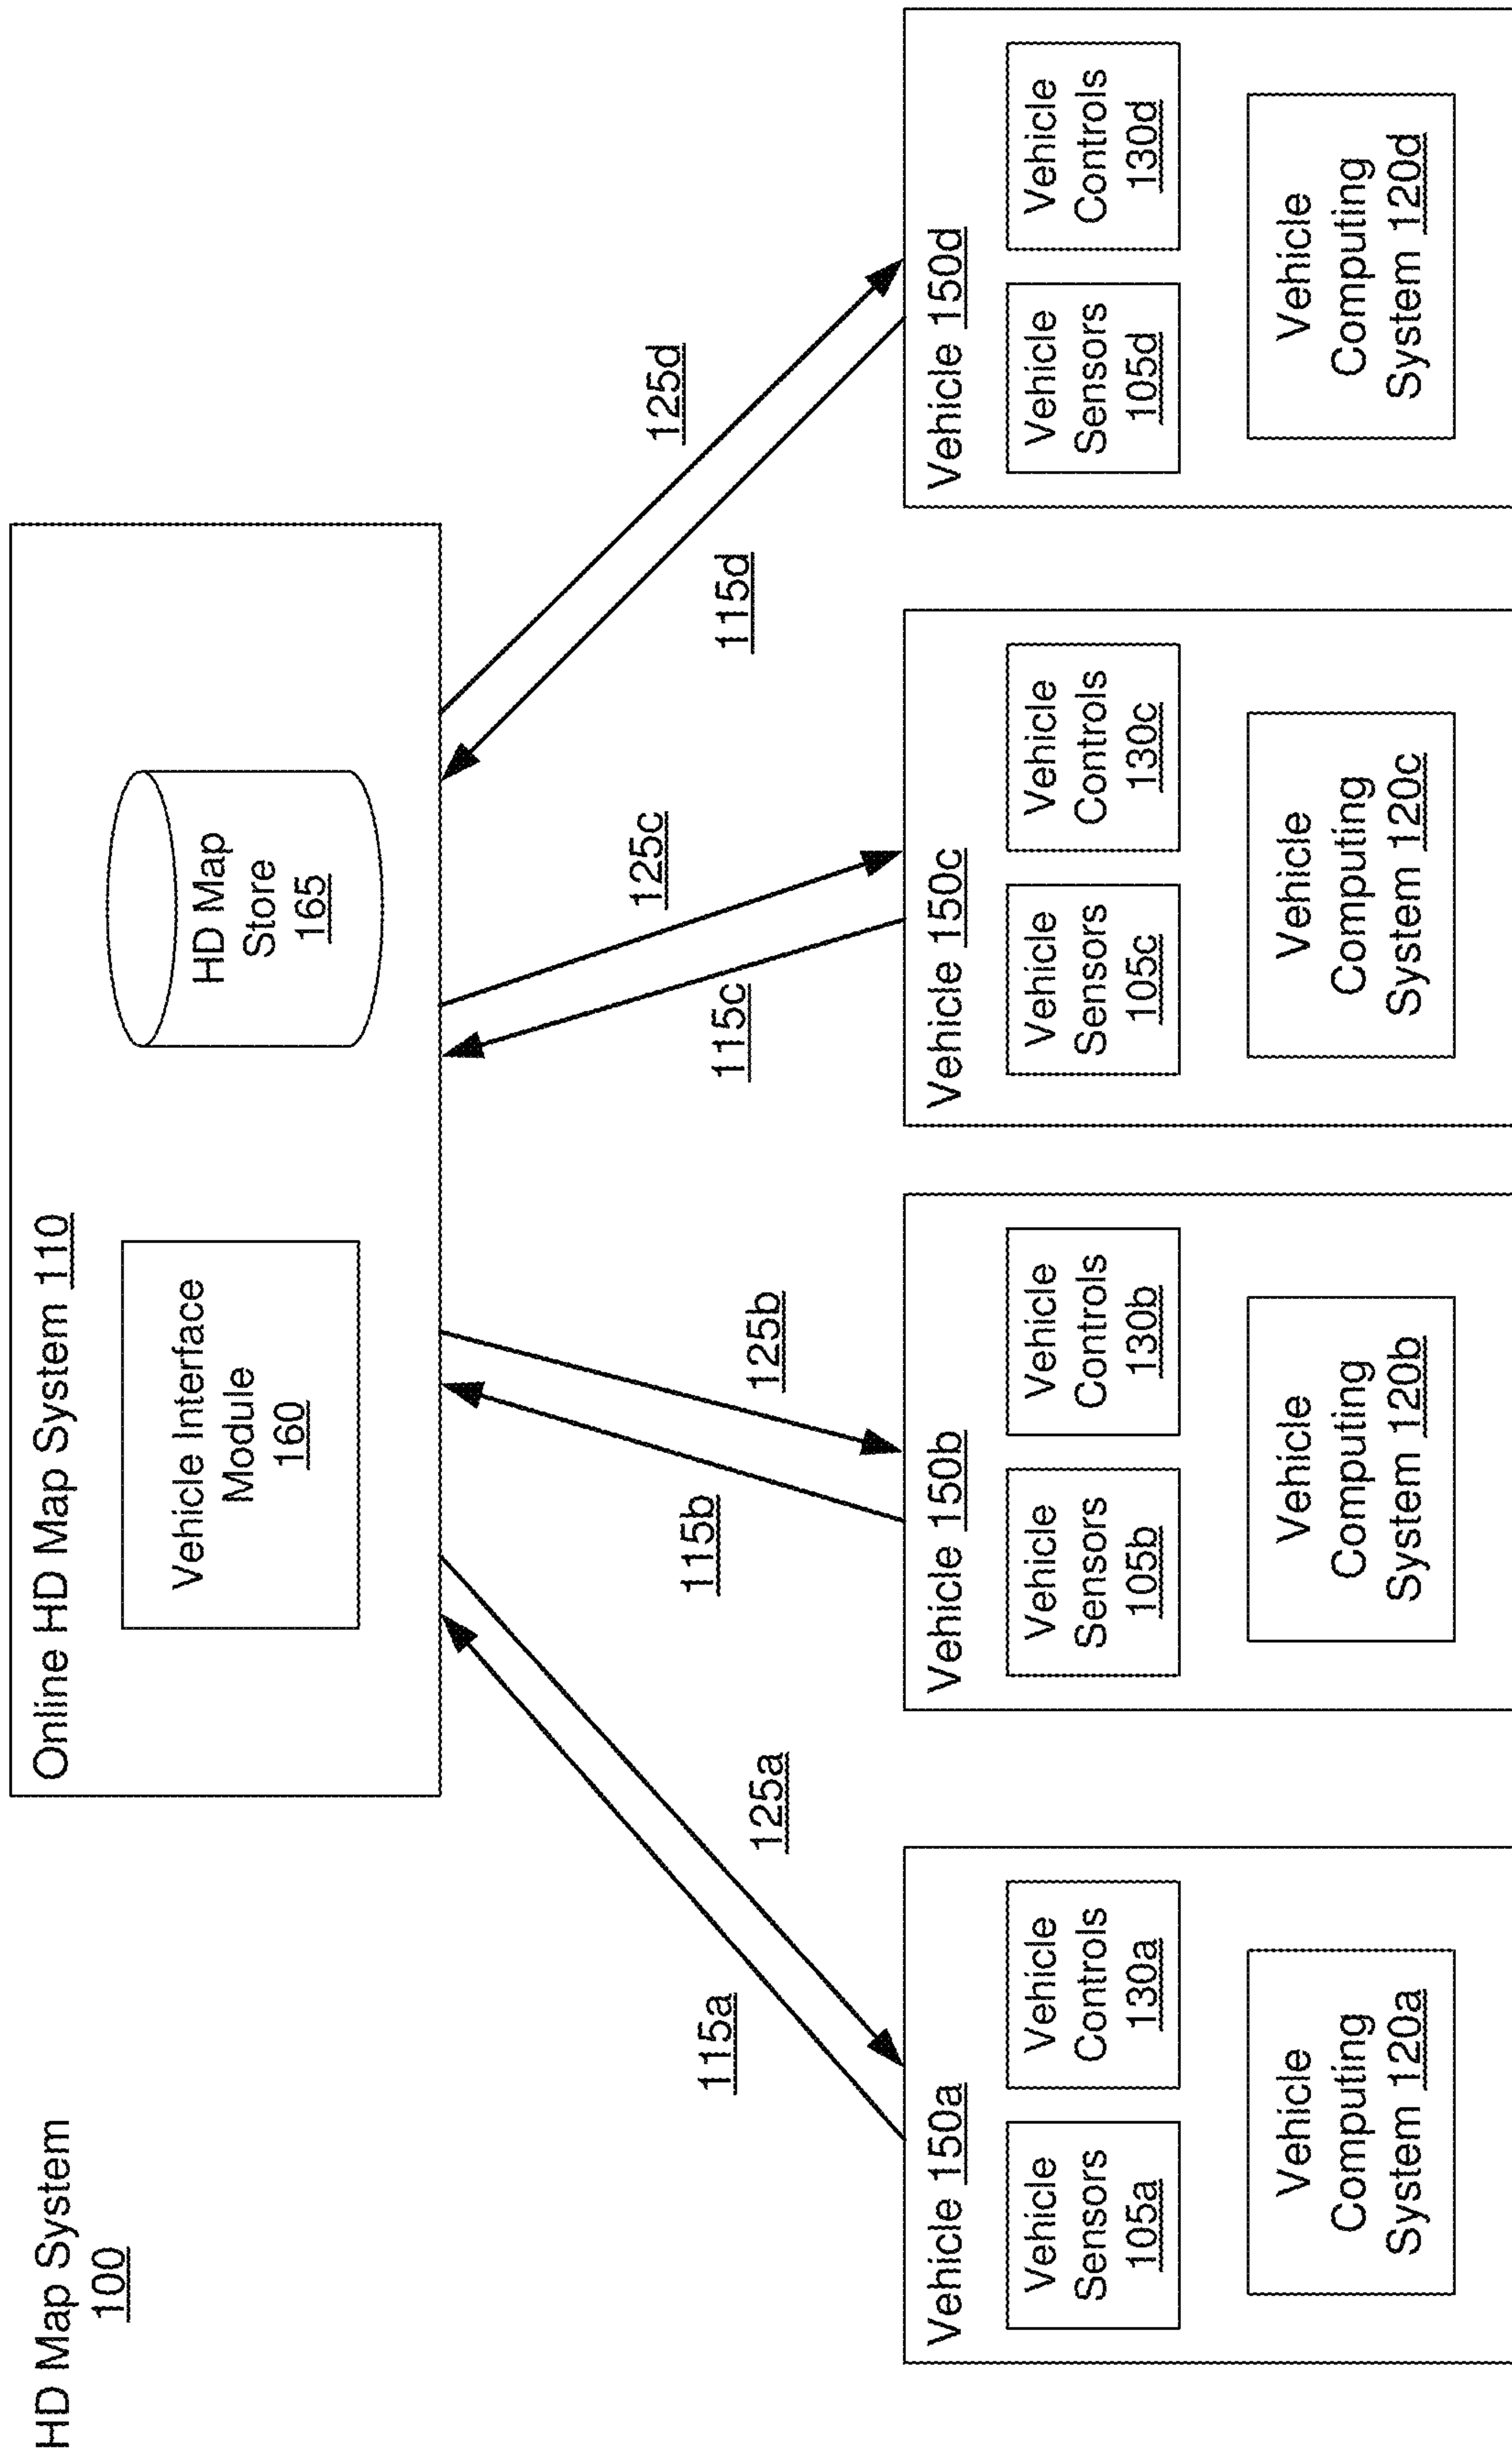 HD Map System
100
Online HD Map System 110
Vehicle Interface
Module
160
HD Map
Store
165
115a
125a
115b
125b
115c
125c
115d
125d
Vehicle 150a
Vehicle
Sensors
105a
Vehicle
Controls
130a
Vehicle
Computing
System 120a
Vehicle 150b
Vehicle
Sensors
105b
Vehicle
Controls
130b
Vehicle
Computing
System 120b
Vehicle 150c
Vehicle
Sensors
105c
Vehicle
Controls
130c
Vehicle
Computing
System 120c
Vehicle 150d
Vehicle
Sensors
105d
Vehicle
Controls
130d
Vehicle
Computing
System 120d